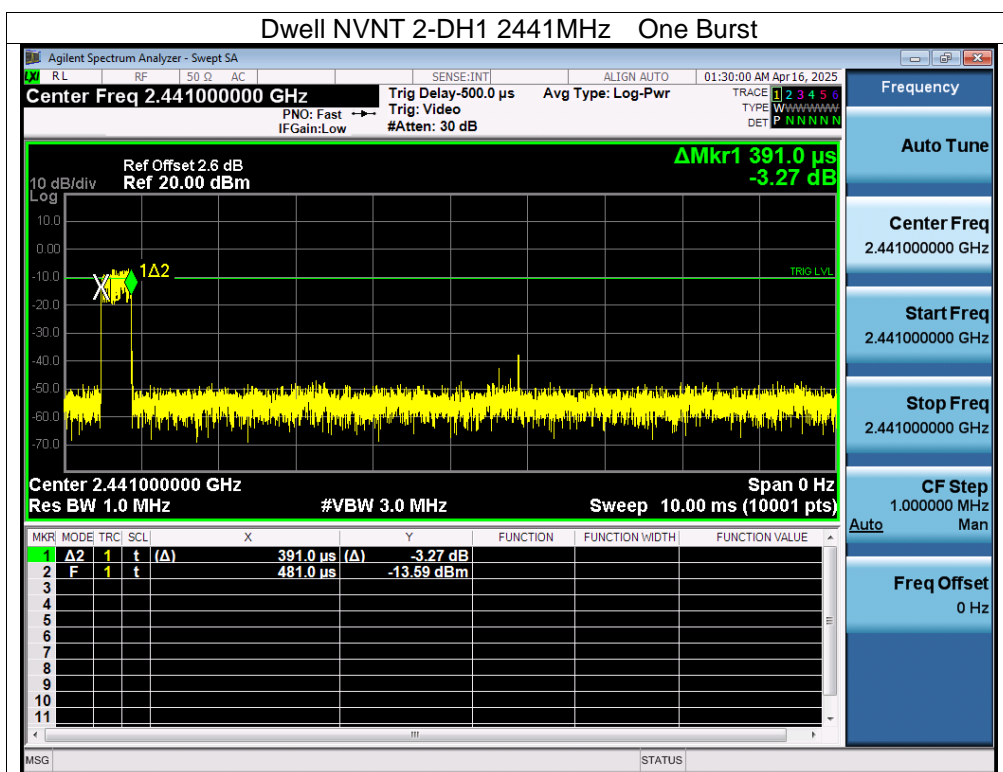 Dwell NVNT 2-DH1 2441MHz One Burst
Agilent Spectrum Analyzer - Swept SA
LXI RL RF 50 Ω AC SENSE:INT ALIGN AUTO 01:30:00 AM Apr 16, 2025
Center Freq 2.441000000 GHz
PNO: Fast
IFGain:Low
Trig Delay-500.0 µs
Trig: Video
#Atten: 30 dB
Avg Type: Log-Pwr
TRACE 1 2 3 4 5 6
TYPE WWWWWW
DET P N N N N N
Frequency
Auto Tune
Center Freq
2.441000000 GHz
Start Freq
2.441000000 GHz
Stop Freq
2.441000000 GHz
CF Step
1.000000 MHz
Auto Man
Freq Offset
0 Hz
ΔMkr1 391.0 µs
-3.27 dB
Ref Offset 2.6 dB
10 dB/div Ref 20.00 dBm
Log
10.0
0.00
-10.0
-20.0
-30.0
-40.0
-50.0
-60.0
-70.0
1Δ2
TRIG LVL
Center 2.441000000 GHz Span 0 Hz
Res BW 1.0 MHz #VBW 3.0 MHz Sweep 10.00 ms (10001 pts)
MKR MODE TRC SCL X Y FUNCTION FUNCTION WIDTH FUNCTION VALUE
1 Δ2 1 t (Δ) 391.0 µs (Δ) -3.27 dB
2 F 1 t 481.0 µs -13.59 dBm
3
4
5
6
7
8
9
10
11
MSG STATUS